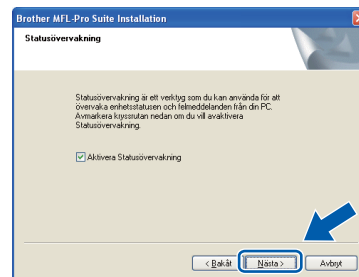 Brother MFL-Pro Suite Installation
Statusövervakning
Statusövervakning är ett verktyg som du kan använda för att
övervaka enhetsstatusen och felmeddelanden från din PC.
Avmarkera kryssrutan nedan om du vill avaktivera
Statusövervakning.
Aktivera Statusövervakning
< Bakåt
Nästa >
Avbryt